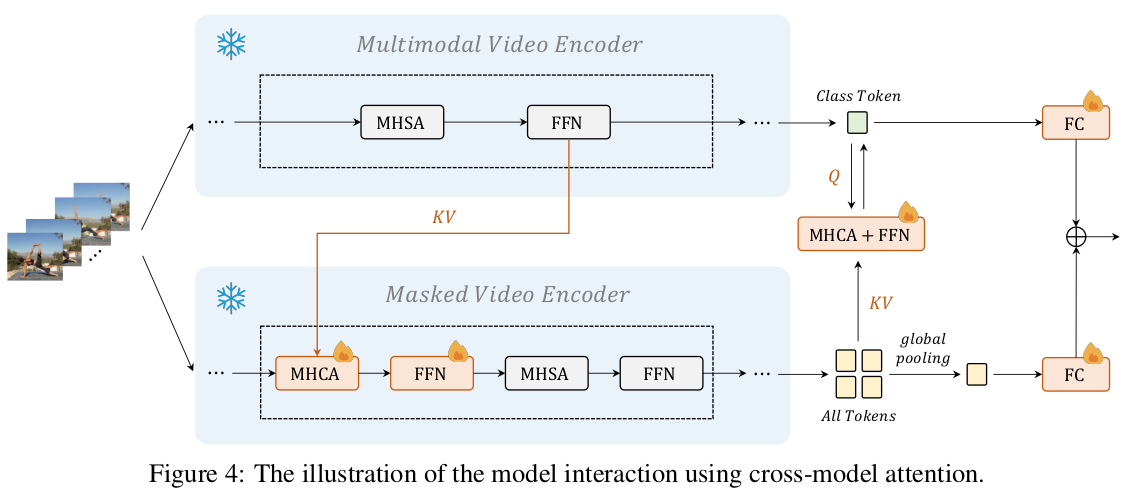 Multimodal Video Encoder
...
MHSA
FFN
...
Class Token
FC
KV
Q
MHCA + FFN
...
Masked Video Encoder
KV
...
MHCA
FFN
MHSA
FFN
...
global
pooling
FC
All Tokens
Figure 4: The illustration of the model interaction using cross-model attention.